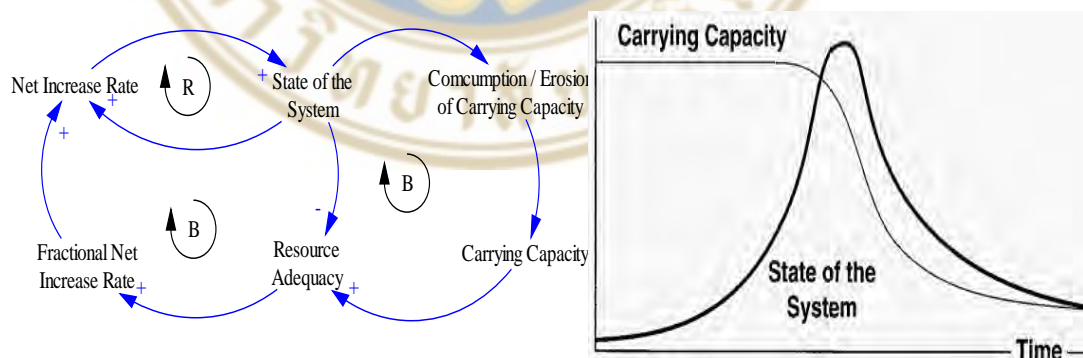 Net Increase Rate
R
+
+
+
State of the
System
Comcumption / Erosion
of Carrying Capacity
B
B
-
Fractional Net
Increase Rate
+
Resource
Adequacy
+
Carrying Capacity
Carrying Capacity
State of the
System
Time